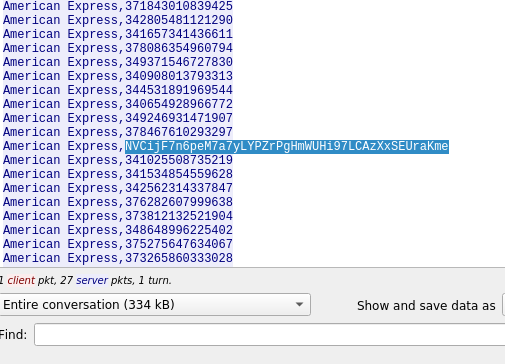 American Express,371843010839425
American Express,342805481121290
American Express,341657341436611
American Express,378086354960794
American Express,349371546727830
American Express,340908013793313
American Express,344531891969544
American Express,340654928966772
American Express,349246931471907
American Express,378467610293297
American Express,NVCijF7n6peM7a7yLYPZrPgHmWUHi97LCAzXxSEUraKme
American Express,341025508735219
American Express,341534854559628
American Express,342562314337847
American Express,376282607999638
American Express,373812132521904
American Express,348648996225402
American Express,375275647634067
American Express,373265860333028
1 client pkt, 27 server pkts, 1 turn.
Entire conversation (334 kB)
Show and save data as
Find: